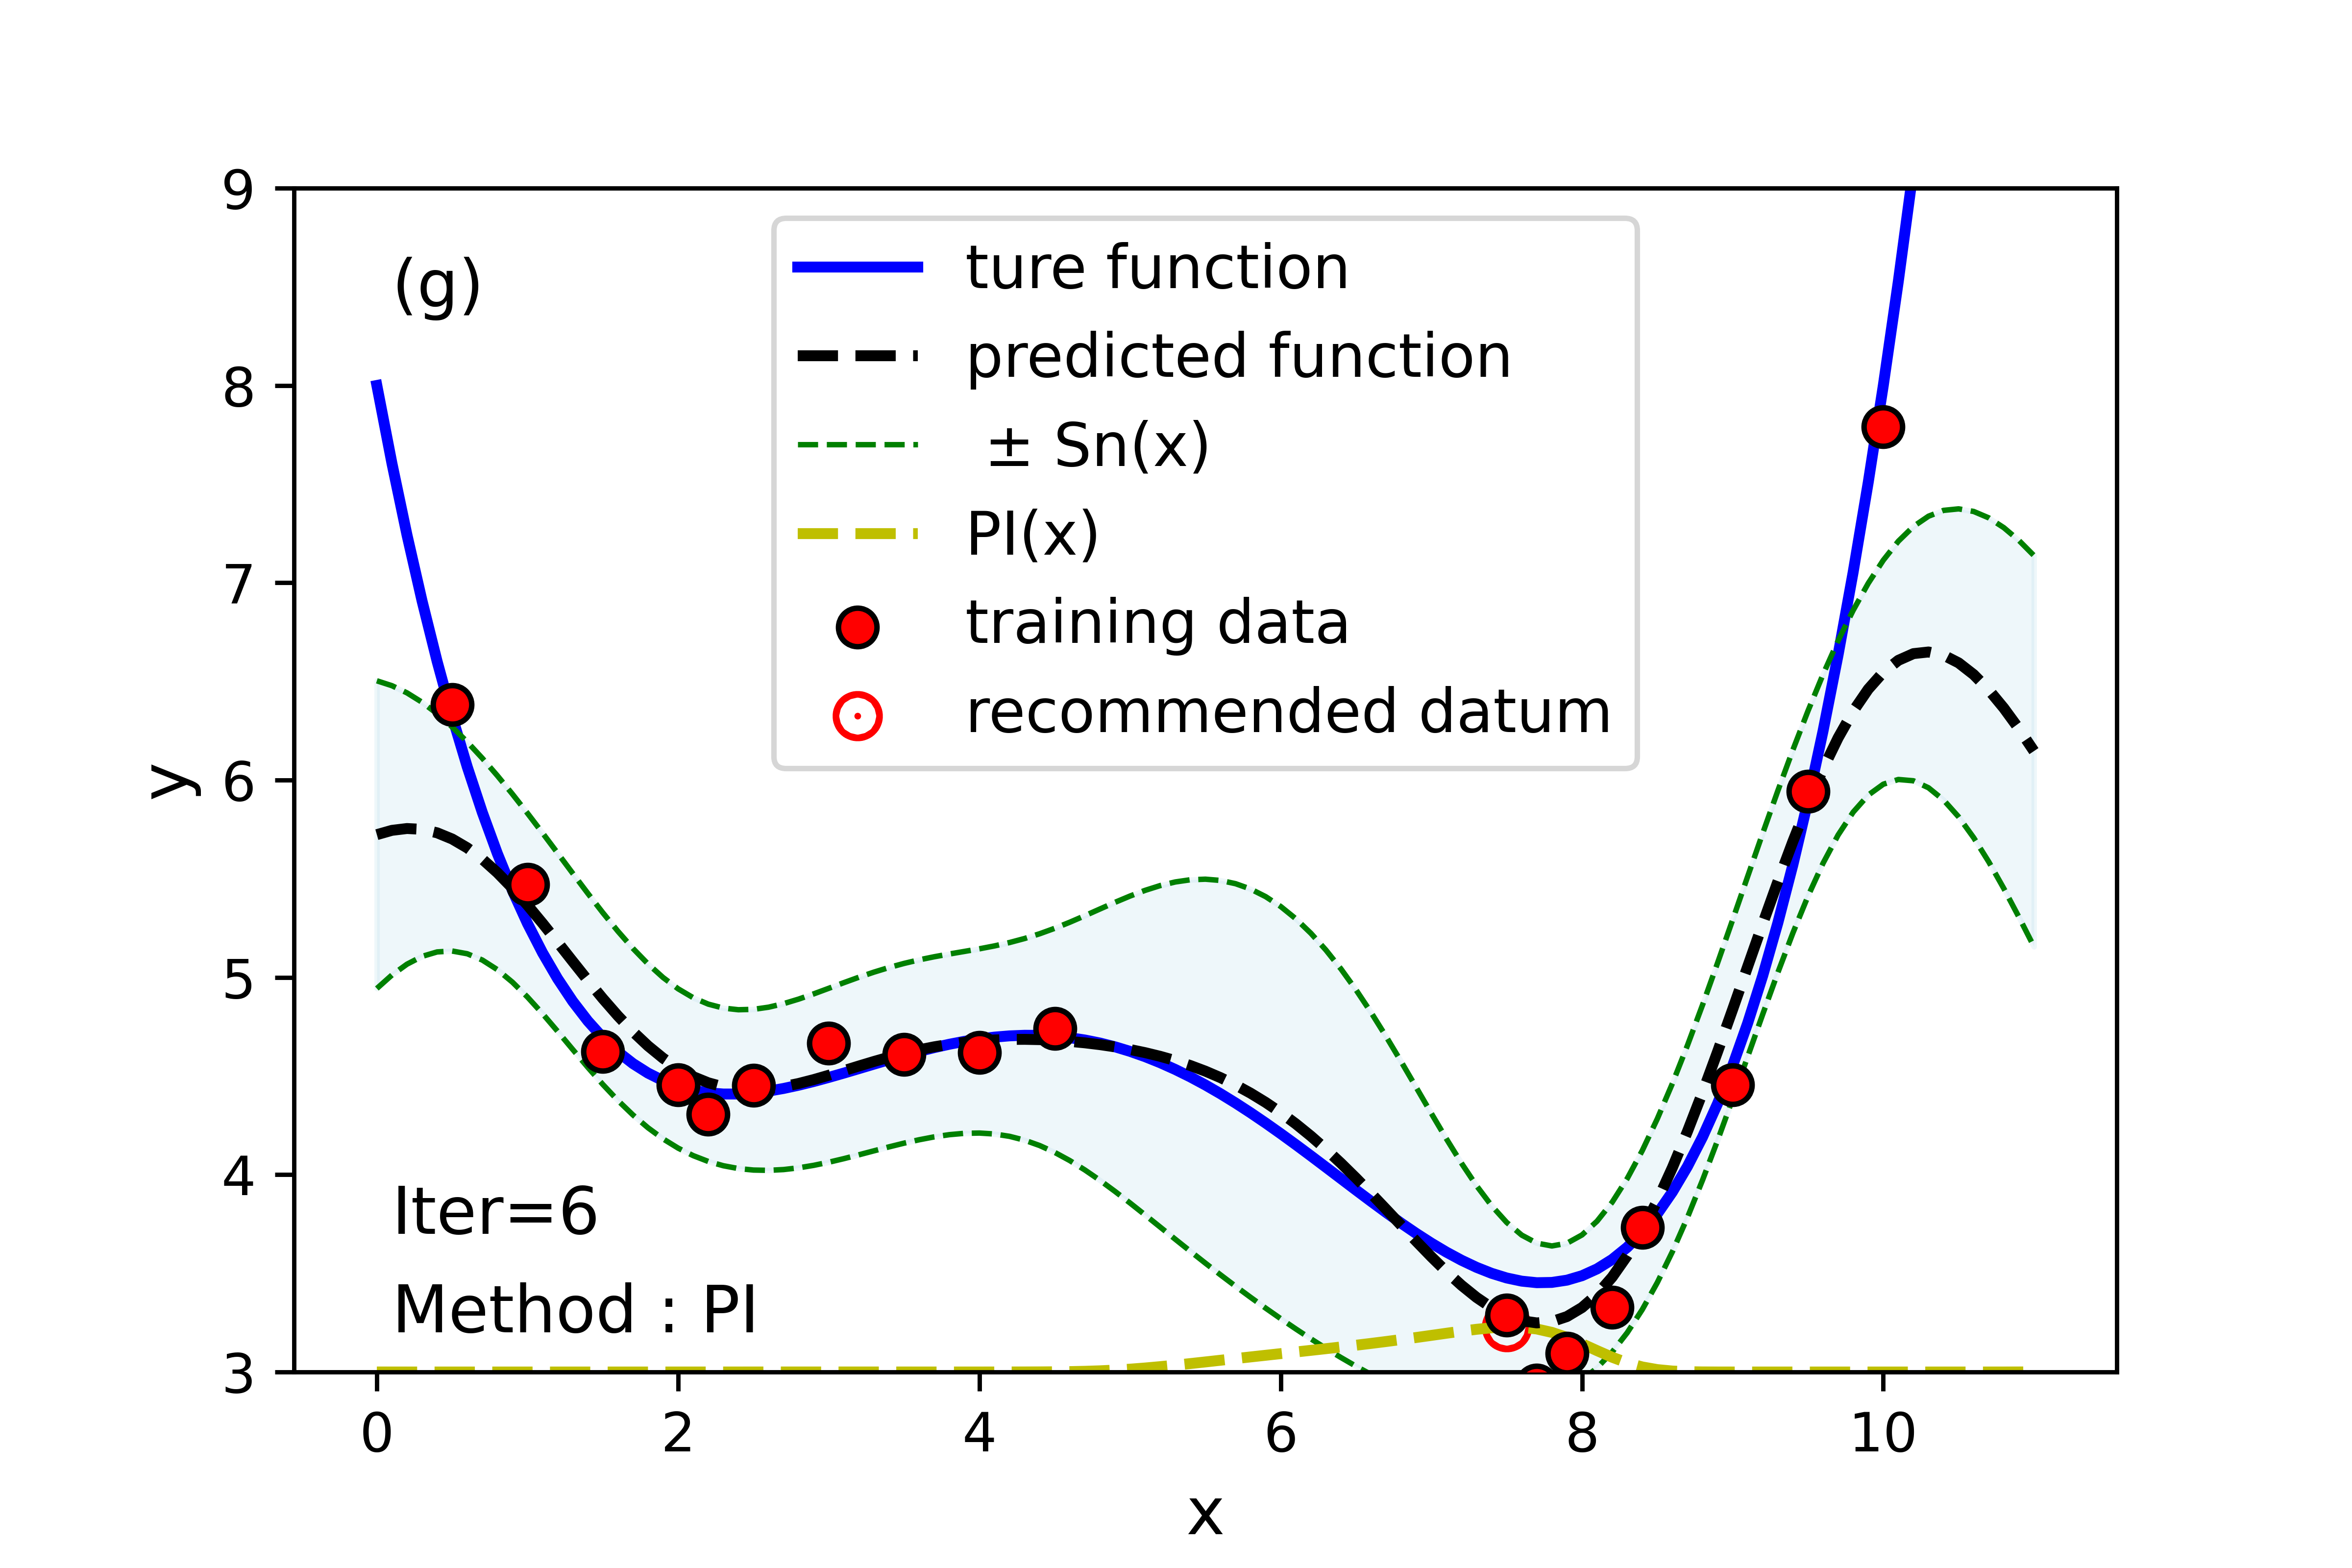 (g)
ture function
predicted function
± Sn(x)
PI(x)
training data
recommended datum
9
8
7
6
5
4
3
y
Iter=6
Method : PI
0 2 4 6 8 10
x